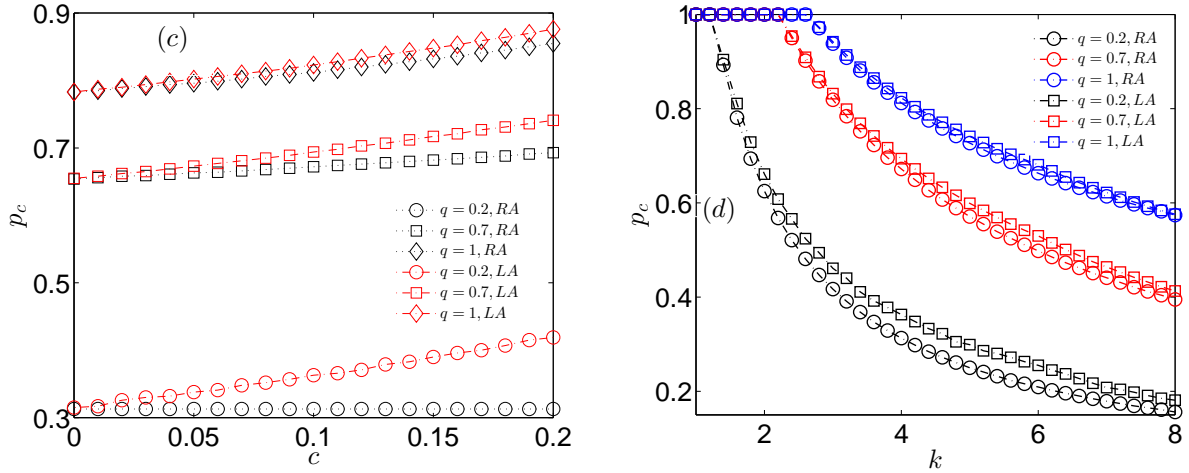 (c)
0.9
0.7
0.5
0.3
p_c
q = 0.2, RA
q = 0.7, RA
q = 1, RA
q = 0.2, LA
q = 0.7, LA
q = 1, LA
0 0.05 0.1 0.15 0.2
c
(d)
1
0.8
0.6
0.4
0.2
p_c
q = 0.2, RA
q = 0.7, RA
q = 1, RA
q = 0.2, LA
q = 0.7, LA
q = 1, LA
2 4 6 8
k